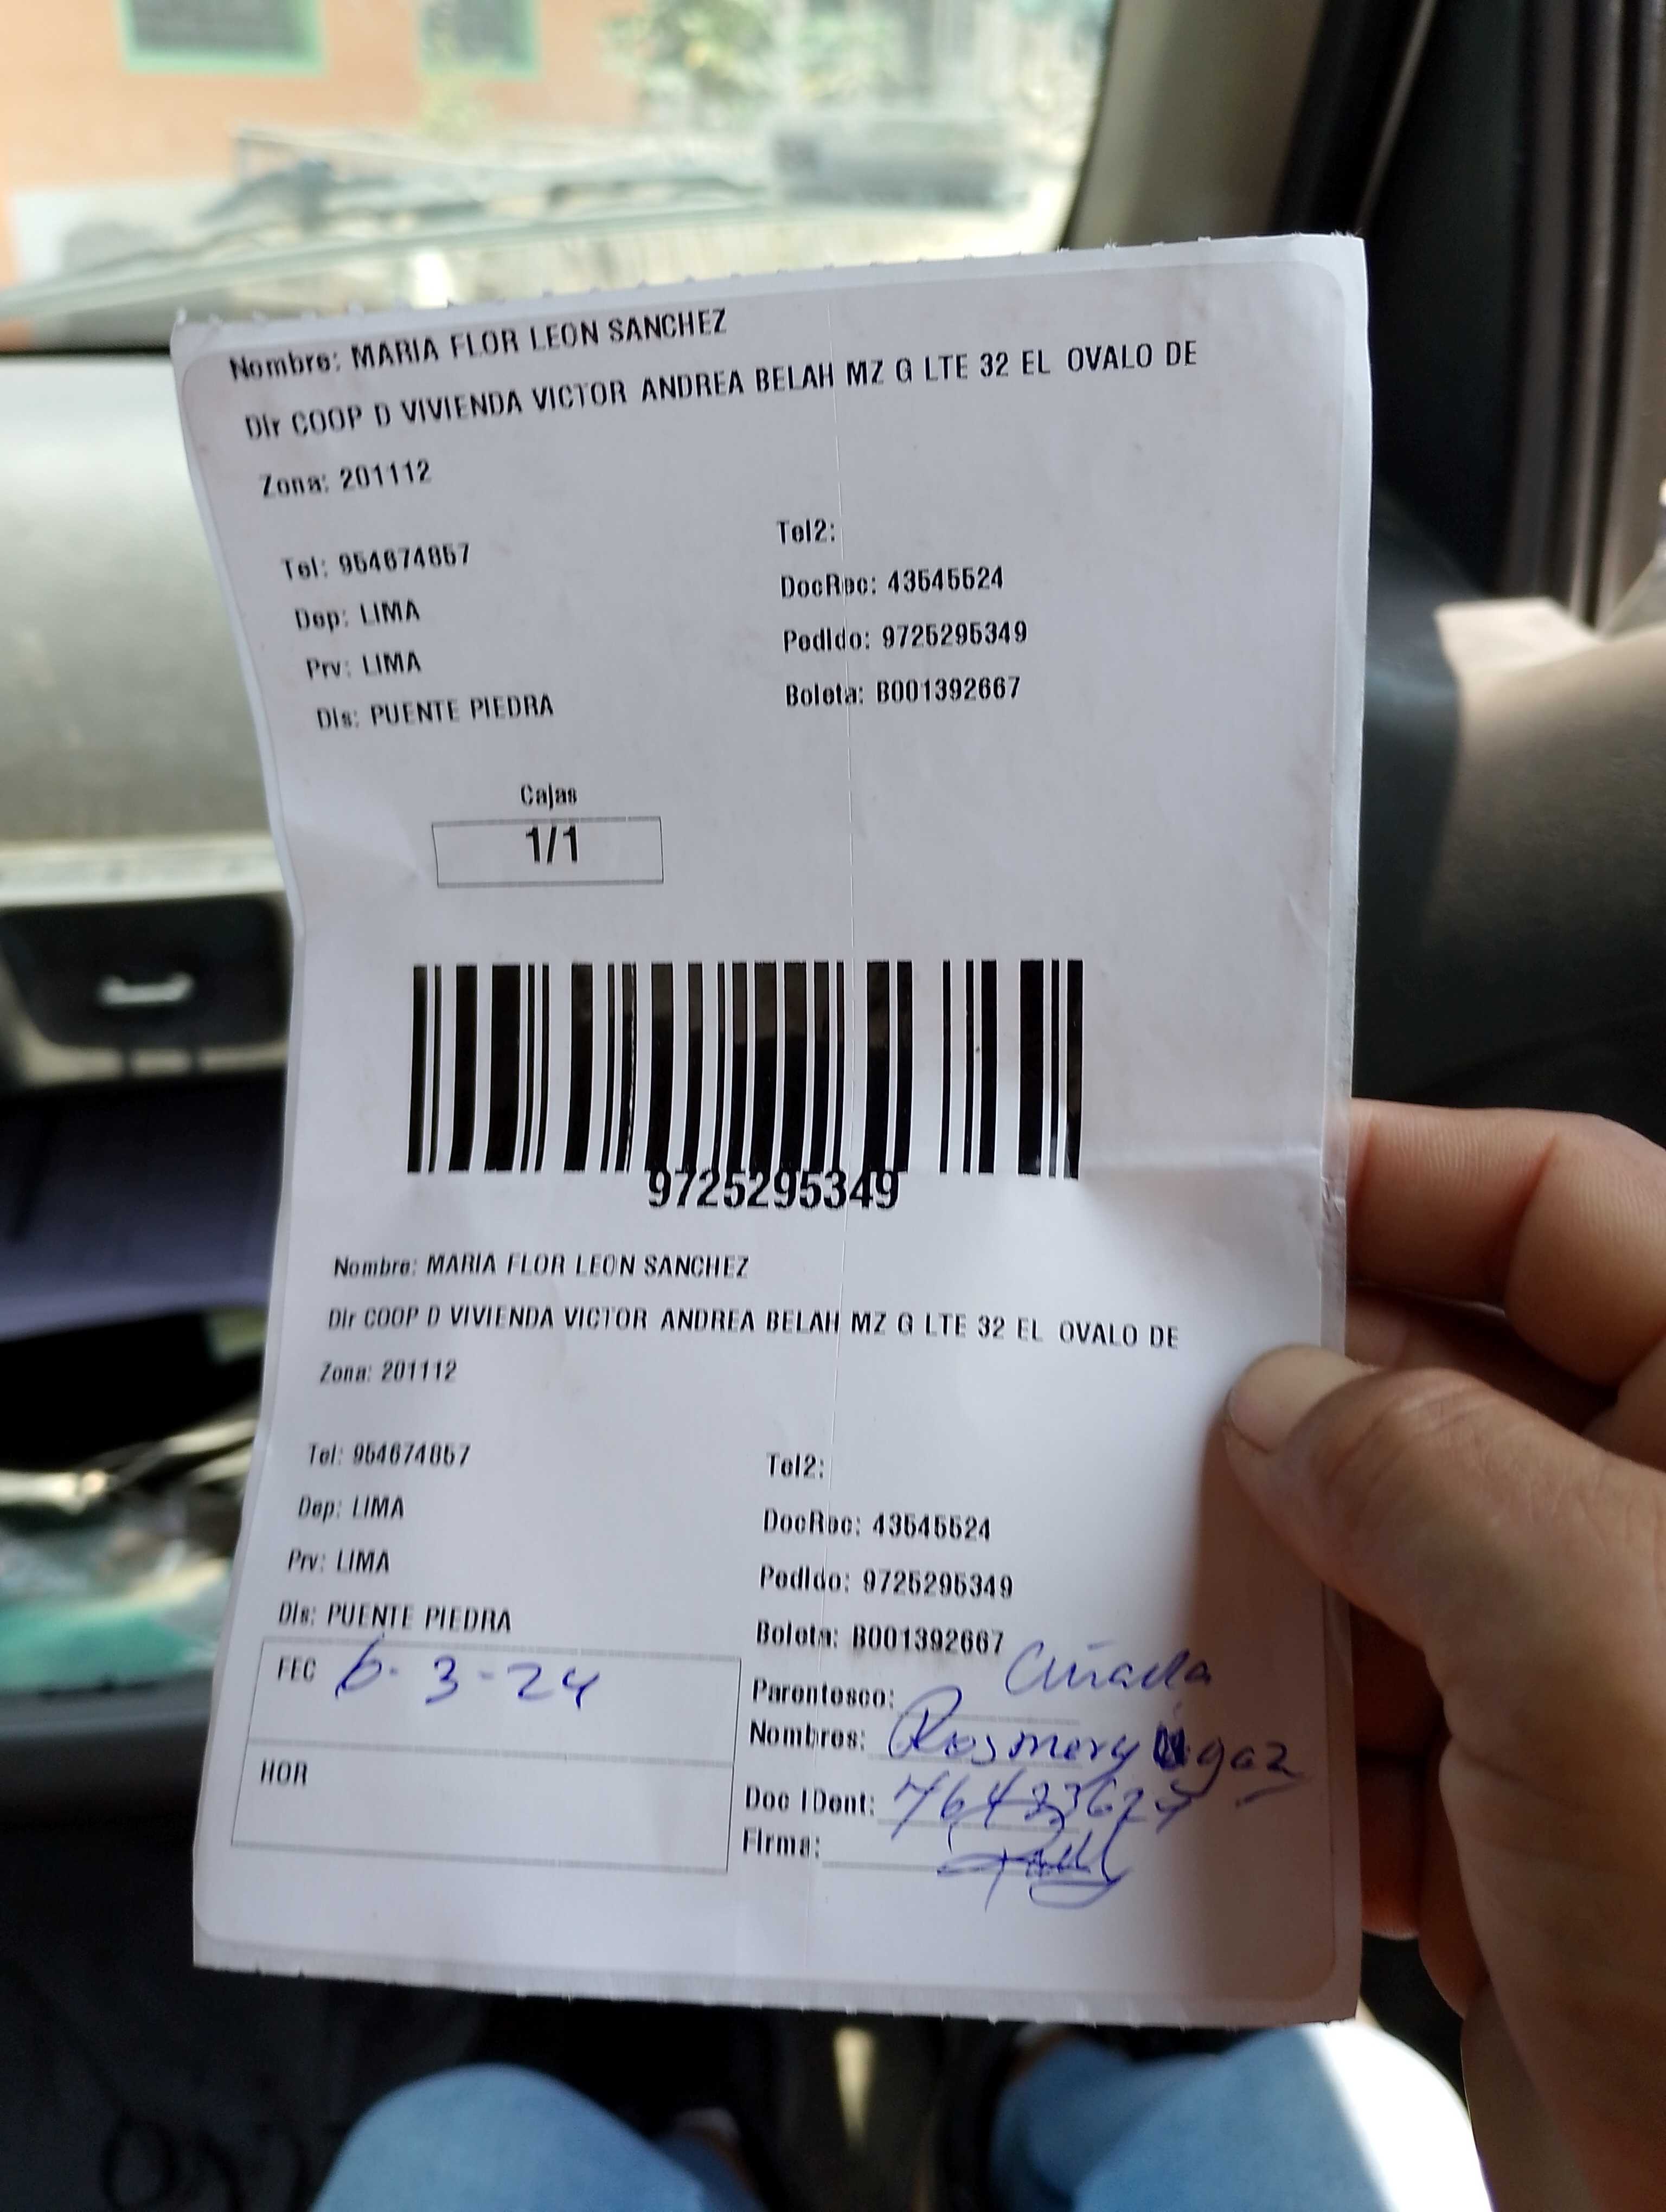 Nombre: MARIA FLOR LEON SANCHEZ
Dir COOP D VIVIENDA VICTOR ANDREA BELAH MZ G LTE 32 EL OVALO DE
Zona: 201112
Tel: 954674857 Tel2:
Dep: LIMA DocRec: 43545524
Prv: LIMA Pedido: 9725295349
Dis: PUENTE PIEDRA Boleta: B001392667
Cajas
1/1
9725295349
Nombre: MARIA FLOR LEON SANCHEZ
Dir COOP D VIVIENDA VICTOR ANDREA BELAH MZ G LTE 32 EL OVALO DE
Zona: 201112
Tel: 954674857 Tel2:
Dep: LIMA DocRec: 43545524
Prv: LIMA Pedido: 9725295349
Dis: PUENTE PIEDRA Boleta: B001392667
FEC 6-3-24 Parentesco: Cuñada
Nombres: Rosmery Ugaz
HOR Doc IDent:
Firma: